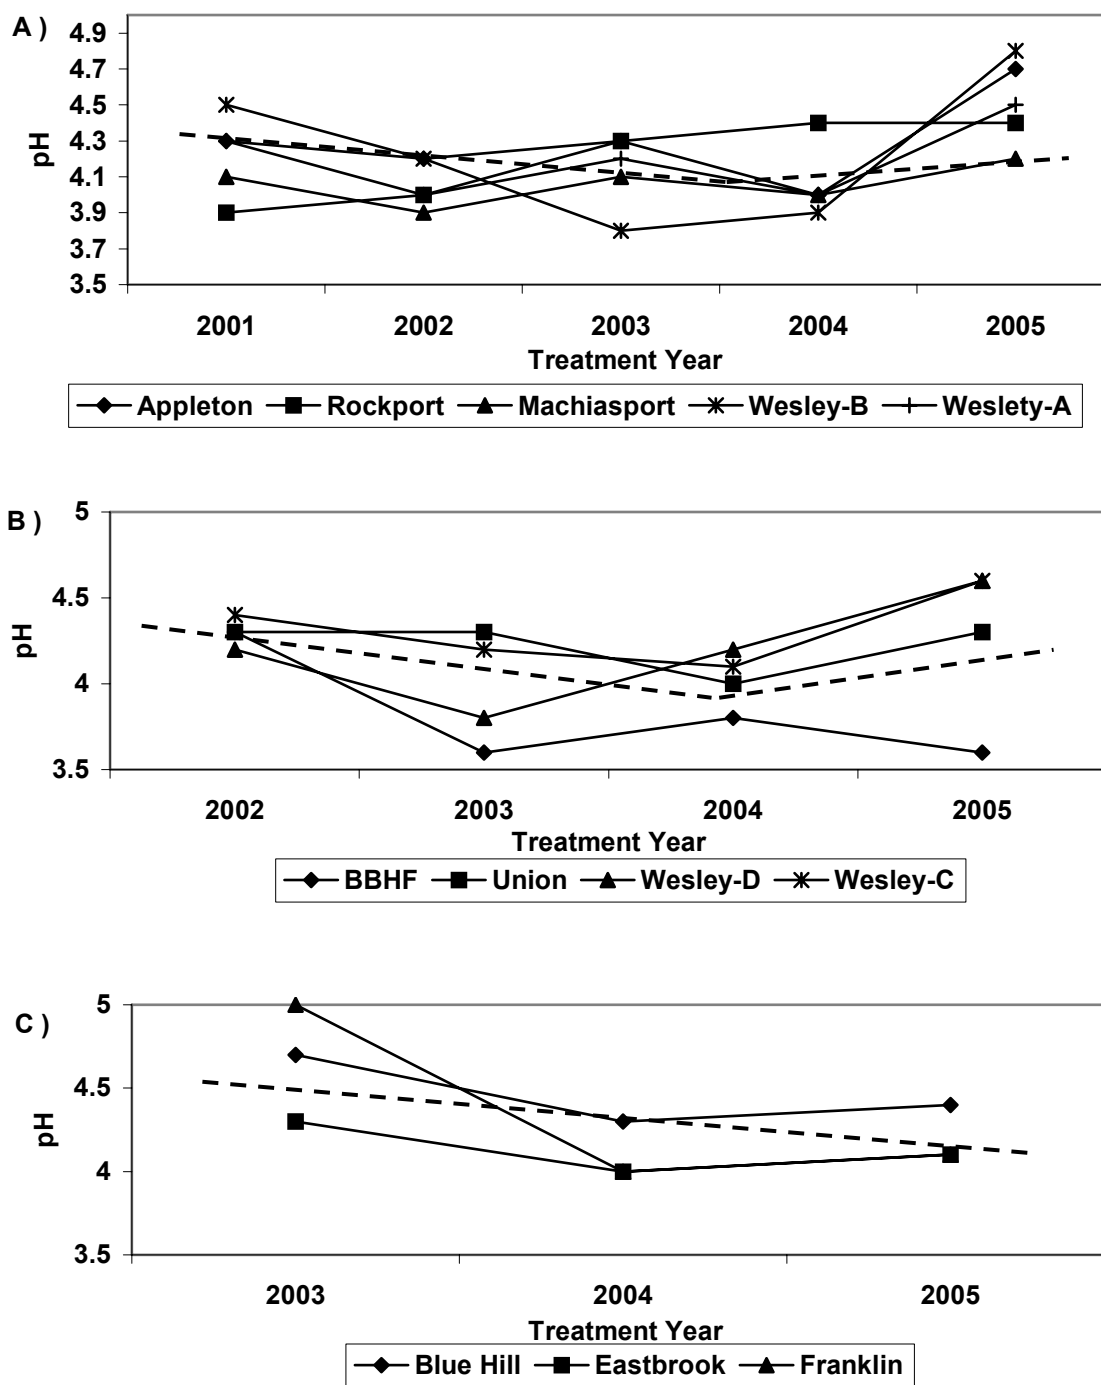 A )
4.9
4.7
4.5
4.3
4.1
3.9
3.7
3.5
pH
2001 2002 2003 2004 2005
Treatment Year
Appleton Rockport Machiasport Wesley-BWeslety-A
B )
5
4.5
4
3.5
pH
2002 2003 2004 2005
Treatment Year
BBHF Union Wesley-D Wesley-C
C )
5
4.5
4
3.5
pH
2003 2004 2005
Treatment Year
Blue Hill Eastbrook Franklin